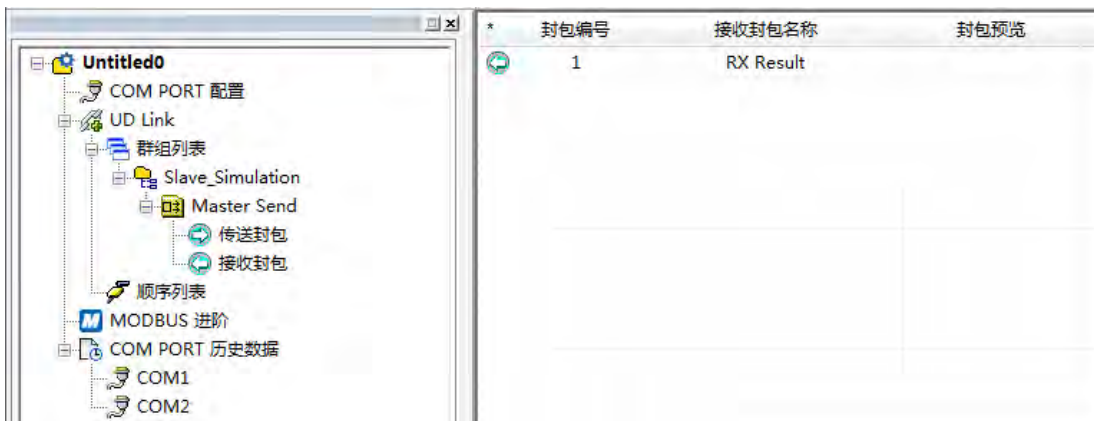 Untitled0
COM PORT 配置
UD Link
群组列表
Slave_Simulation
Master Send
传送封包
接收封包
顺序列表
MODBUS 进阶
COM PORT 历史数据
COM1
COM2
* 封包编号 接收封包名称 封包预览
1 RX Result